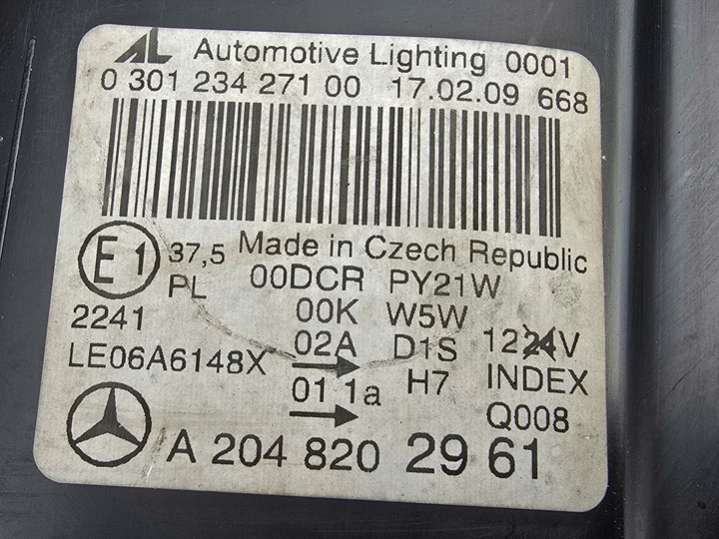 AL Automotive Lighting 0001
0 301 234 271 00 17.02.09 668
E1 37,5 Made in Czech Republic
PL 00DCR PY21W
2241 00K W5W
LE06A6148X 02A D1S 1224V
01 1a H7 INDEX
Q008
A 204 820 29 61